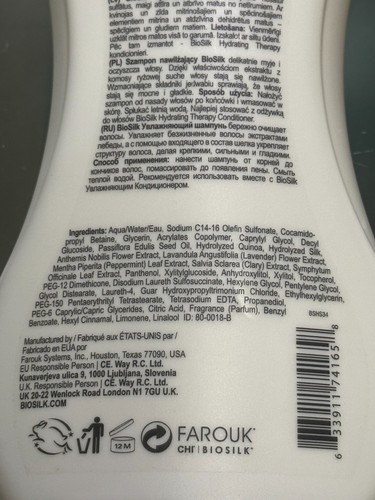 sulfātus, maigi attīra un atbrīvo matus no netīrumiem. Ar
kvinojas un zīda mitrinošajiem un spēcinošajiem
elementiem mitrina un atdzīvina dehidrētus matus –
spēcīgiem un gludiem matiem. Lietošana: Vienmērīgi
uzklāt mitros matos visā to garumā. Izskalot ar siltu ūdeni.
Pēc tam izmantot - BioSilk Hydrating Therapy
kondicionieri.
(PL) Szampon nawilżający BioSilk delikatnie myje i
oczyszcza włosy. Dzięki właściwościom ekstraktu z
komosy ryżowej suche włosy stają się nawilżone.
Wzmacniające składniki jedwabiu sprawiają, że włosy
stają się mocne i gładkie. Sposób użycia: Nałożyć
szampon od nasady włosów po końcówki i wmasować w
skórę. Spłukać letnią wodą. Najlepiej stosować z odżywką
do włosów BioSilk Hydrating Therapy Conditioner.
(RU) BioSilk Увлажняющий шампунь бережно очищает
волосы. Увлажняет безжизненные волосы экстрактами
лебеды, а с помощью входящего в состав шелка укрепляет
структуру волоса, делая крепкими, сильными и гладкими.
Способ применения: нанести шампунь от корней до
кончиков волос, помассировать до появления пены. Смыть
теплой водой. Рекомендуется использовать вместе с BioSilk
Увлажняющим Кондиционером.
Ingredients: Aqua/Water/Eau, Sodium C14-16 Olefin Sulfonate, Cocamido-
propyl Betaine, Glycerin, Acrylates Copolymer, Caprylyl Glycol, Decyl
Glucoside, Passiflora Edulis Seed Oil, Hydrolyzed Quinoa, Hydrolyzed Silk,
Anthemis Nobilis Flower Extract, Lavandula Angustifolia (Lavender) Flower Extract,
Mentha Piperita (Peppermint) Leaf Extract, Salvia Sclarea (Clary) Extract, Symphytum
Officinale Leaf Extract, Panthenol, Xylitylglucoside, Anhydroxylitol, Xylitol, Tocopherol,
PEG-12 Dimethicone, Disodium Laureth Sulfosuccinate, Hexylene Glycol, Pentylene Glycol,
Glycol Distearate, Laureth-4, Guar Hydroxypropyltrimonium Chloride, Ethylhexylglycerin,
PEG-150 Pentaerythrityl Tetrastearate, Tetrasodium EDTA, Propanediol,
PEG-6 Caprylic/Capric Glycerides, Citric Acid, Fragrance (Parfum), Benzyl
Benzoate, Hexyl Cinnamal, Limonene, Linalool ID: 80-0018-B
Manufactured by / Fabriqué aux ÉTATS-UNIS par /
Fabricado en EUA por
Farouk Systems, Inc., Houston, Texas 77090, USA
EU Responsible Person | CE. Way R.C. Ltd.
Kunaverjeva ulica 9, 1000 Ljubljana, Slovenia
UK Responsible Person | CE. Way R.C. Ltd.
UK 20-22 Wenlock Road London N1 7GU U.K.
BIOSILK.COM
BSHS34
6 33911 74165 8
12 M
FAROUK
CHI BIOSILK